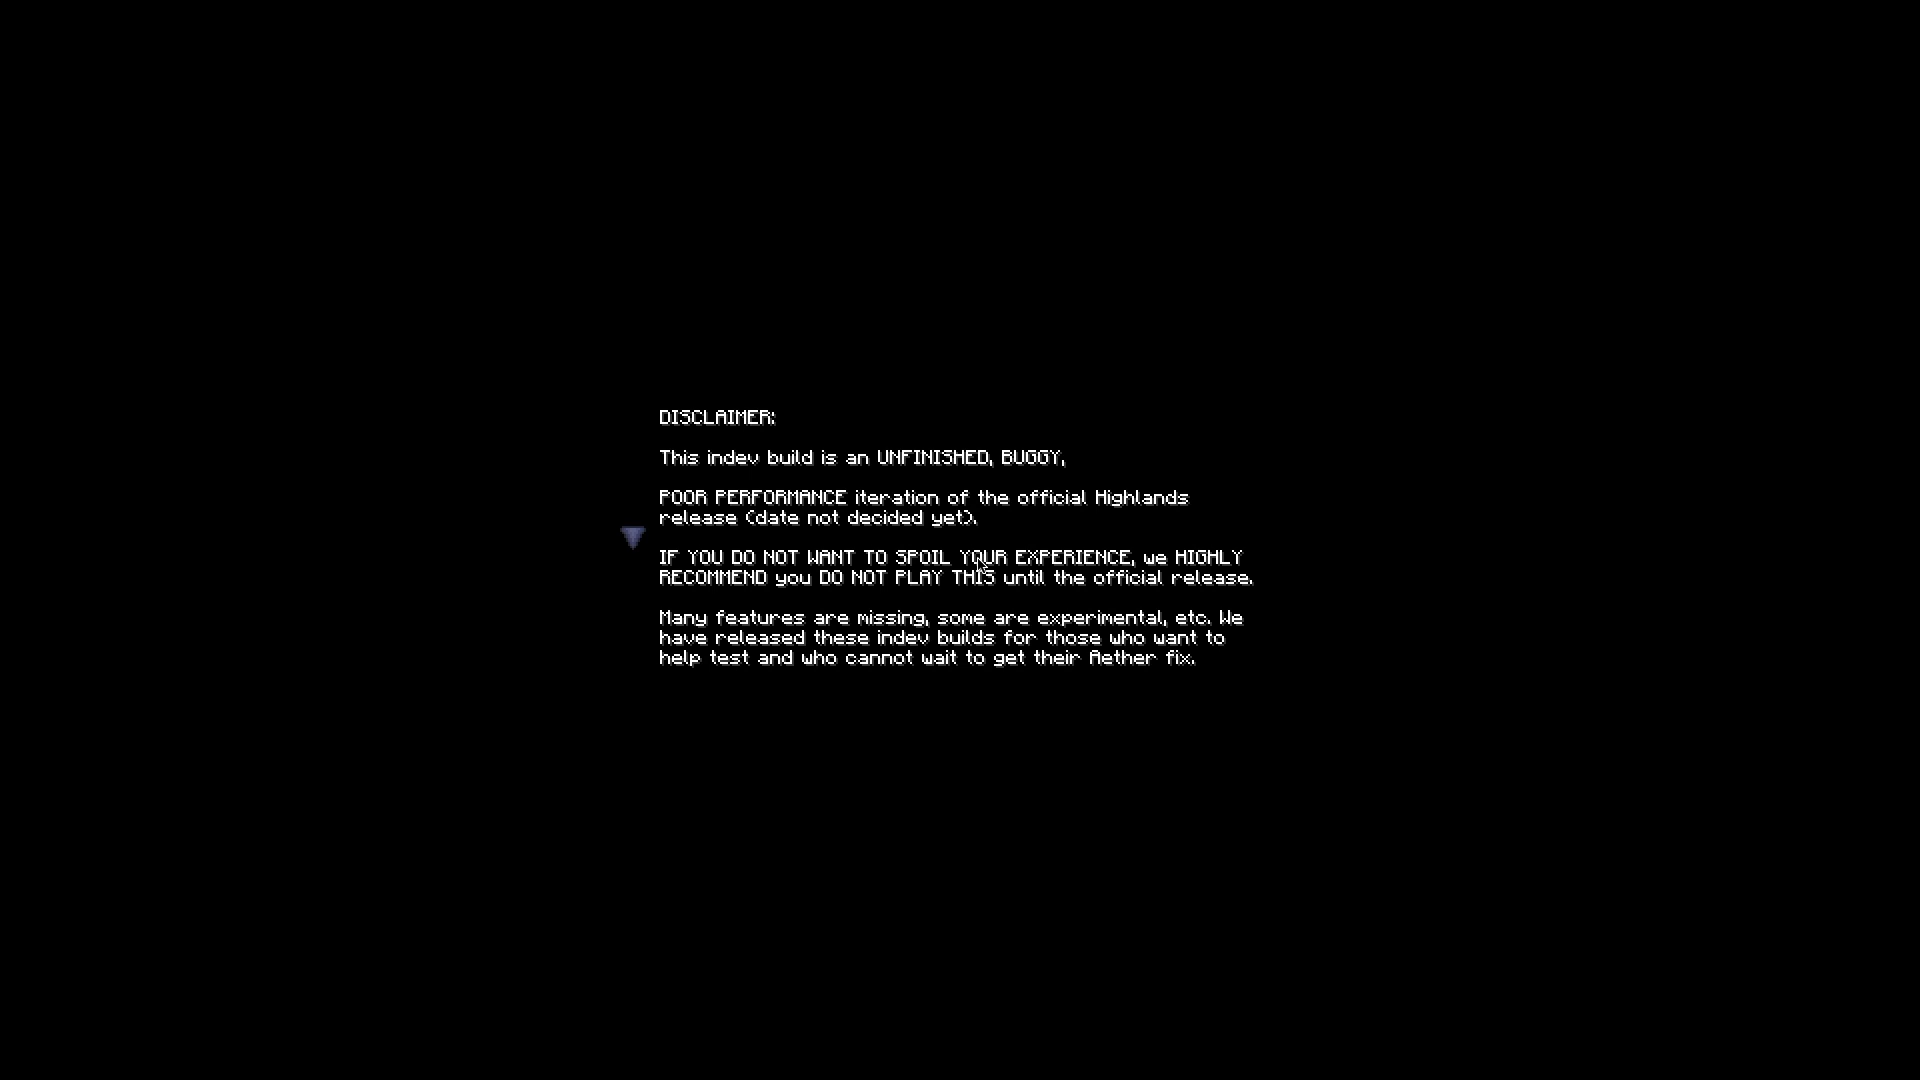 DISCLAIMER:
This indev build is an UNFINISHED, BUGGY,
POOR PERFORMANCE iteration of the official Highlands
release (date not decided yet).
IF YOU DO NOT WANT TO SPOIL YOUR EXPERIENCE, we HIGHLY
RECOMMEND you DO NOT PLAY THIS until the official release.
Many features are missing, some are experimental, etc. We
have released these indev builds for those who want to
help test and who cannot wait to get their Aether fix.